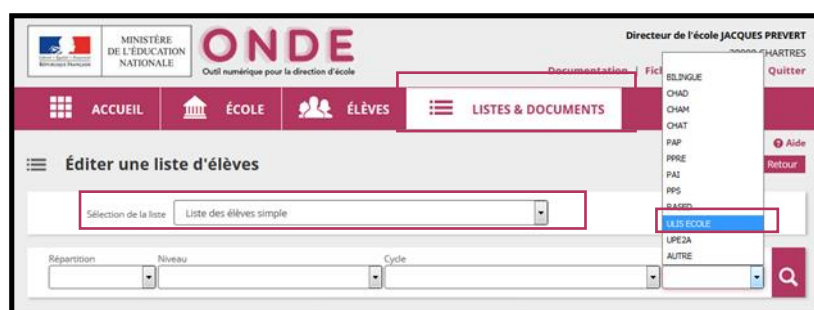 MINISTÈRE
DE L'ÉDUCATION
NATIONALE
ONDE
Outil numérique pour la direction d'école
Directeur de l'école JACQUES PREVERT
CHARTRES
Documentation | Fich
Quitter
ACCUEIL
ÉCOLE
ÉLÈVES
LISTES & DOCUMENTS
Aide
Éditer une liste d'élèves
Retour
Sélection de la liste
Liste des élèves simple
Répartition
Niveau
Cycle
BILINGUE
CHAD
CHAM
CHAT
PAP
PPRE
PAI
PPS
RASED
ULIS ECOLE
UPE2A
AUTRE